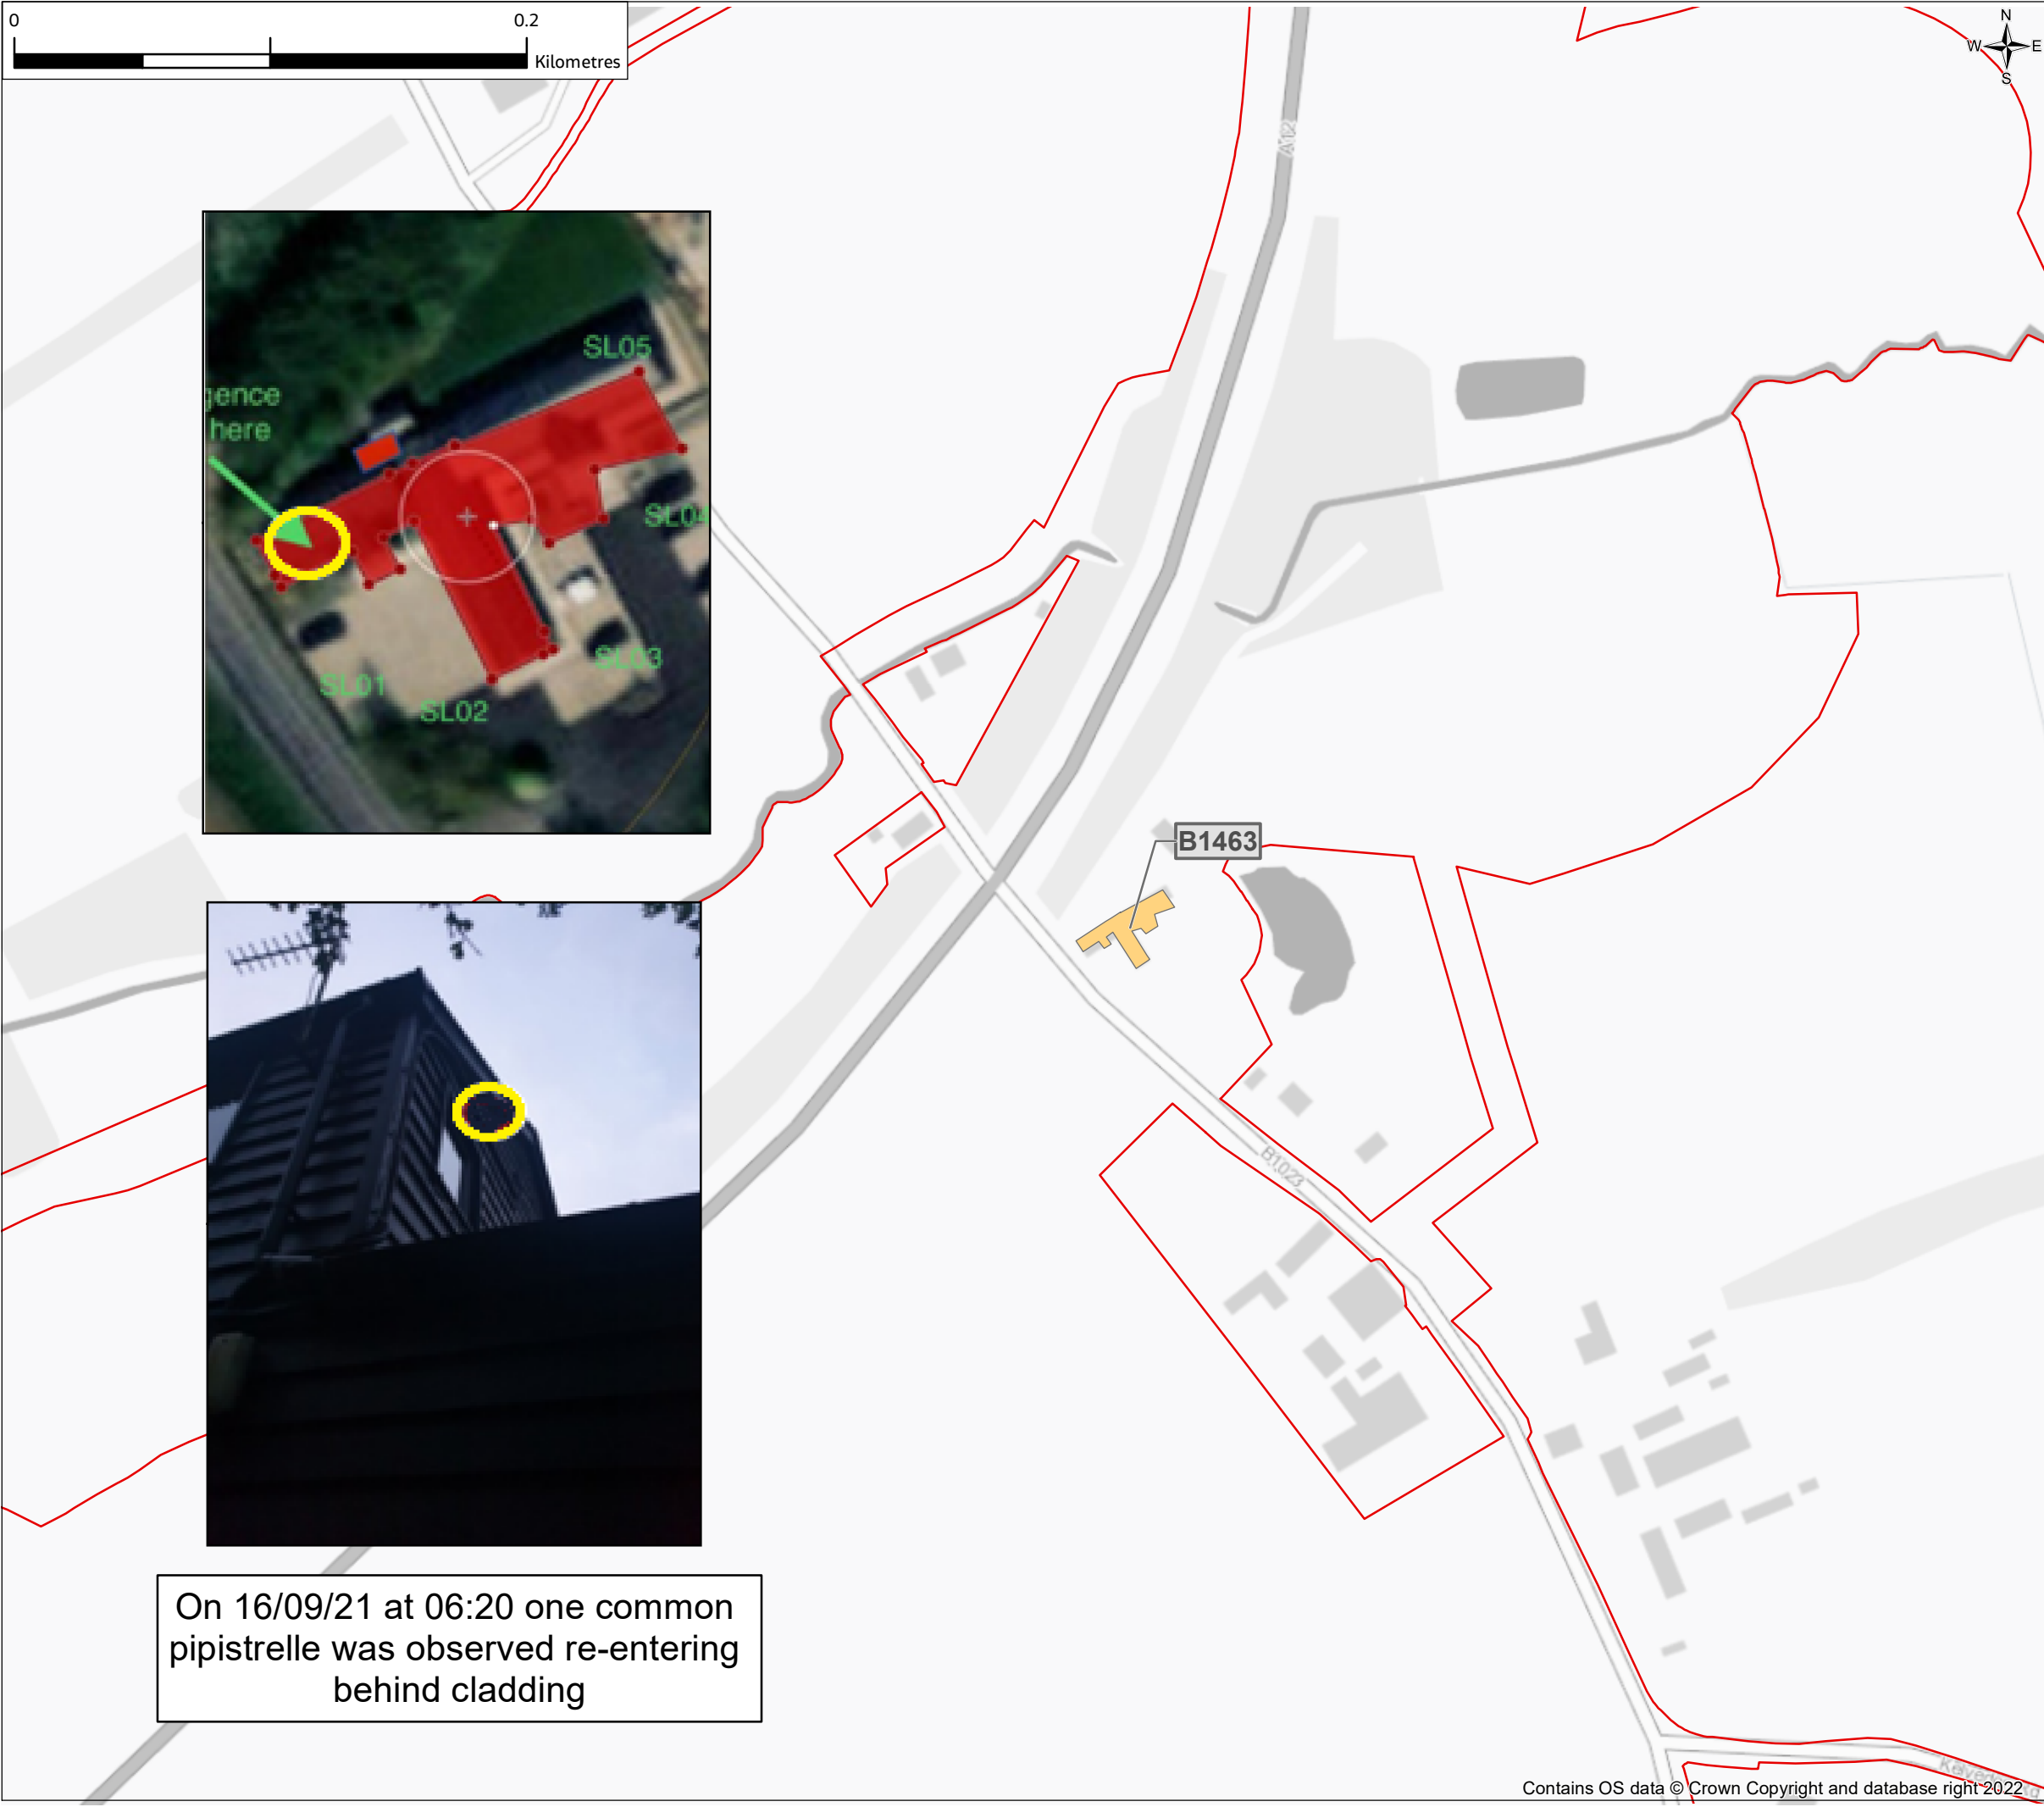 0 0.2
Kilometres
N
W E
S
A12
SL05
gence
here
SL04
SL03
SL01
SL02
B1463
B1023
On 16/09/21 at 06:20 one common
pipistrelle was observed re-entering
behind cladding
Contains OS data © Crown Copyright and database right 2022